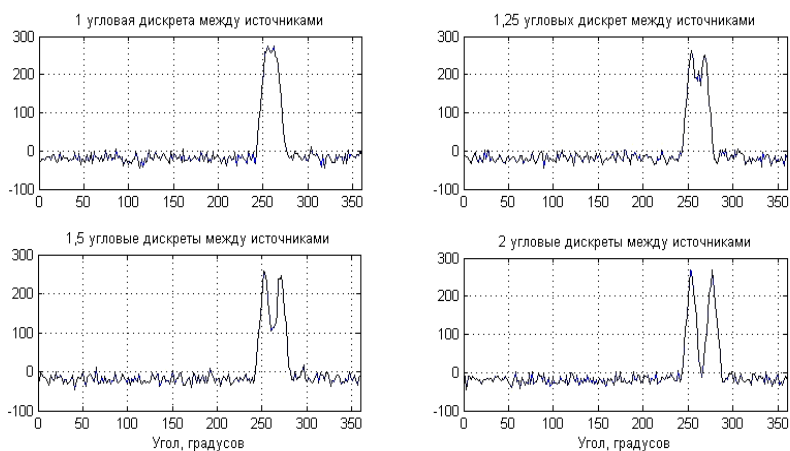 1 угловая дискрета между источниками
300
200
100
0
-100
0 50 100 150 200 250 300 350
1,25 угловых дискрет между источниками
300
200
100
0
-100
0 50 100 150 200 250 300 350
1,5 угловые дискреты между источниками
300
200
100
0
-100
0 50 100 150 200 250 300 350
Угол, градусов
2 угловые дискреты между источниками
300
200
100
0
-100
0 50 100 150 200 250 300 350
Угол, градусов